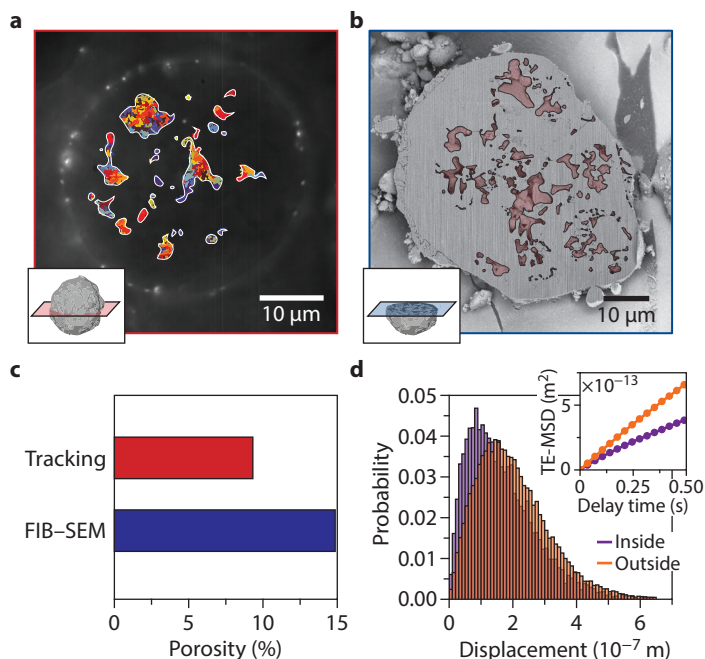 a
b
10 μm
10 μm
c
d
Tracking
FIB–SEM
0
5
10
15
Porosity (%)
0.05
0.04
0.03
0.02
0.01
0.00
Probability
0
2
4
6
Displacement (10⁻⁷ m)
×10⁻¹³
5
0
TE-MSD (m²)
0
0.25
0.50
Delay time (s)
Inside
Outside